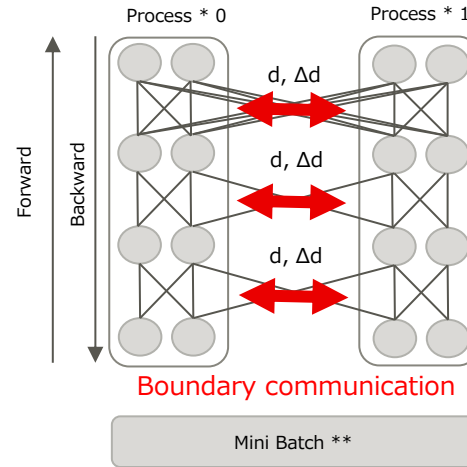 Process * 0
Process * 1
Forward
Backward
d, Δd
d, Δd
d, Δd
Boundary communication
Mini Batch **